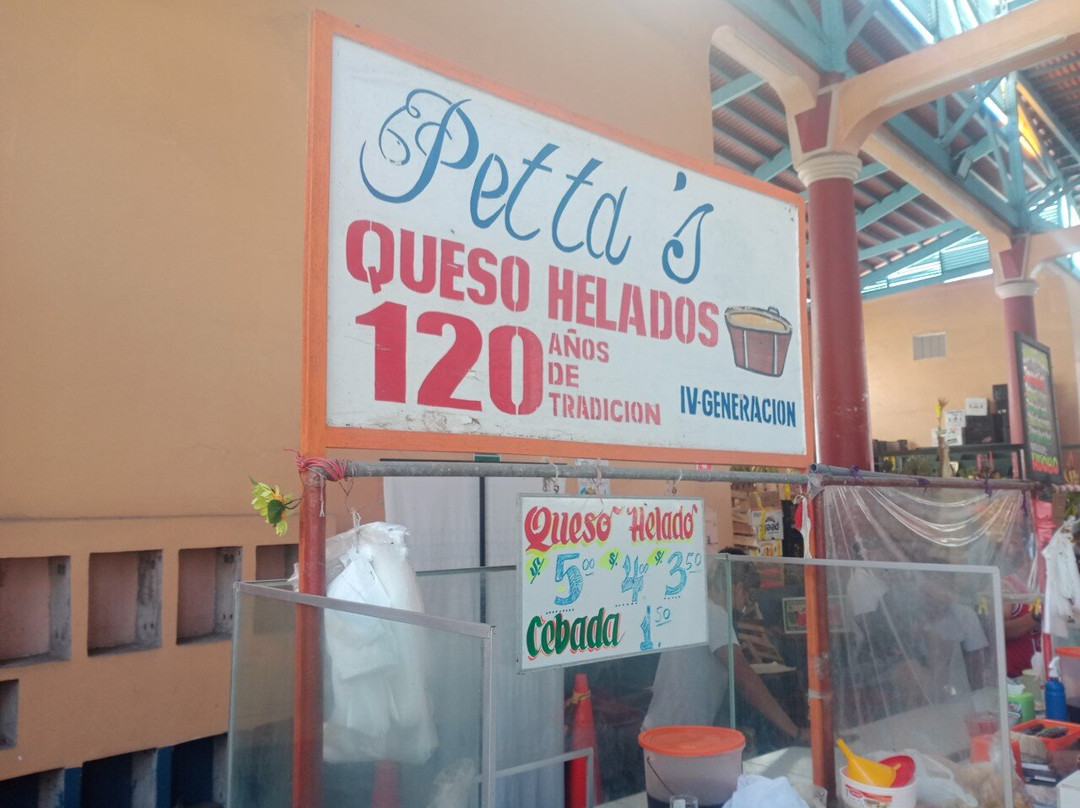 Petta's
QUESO HELADOS
120 AÑOS
DE
TRADICION
IV-GENERACION
Queso Helado
S/. 5.00 S/. 4.00 S/. 3.50
Cebada 1.50